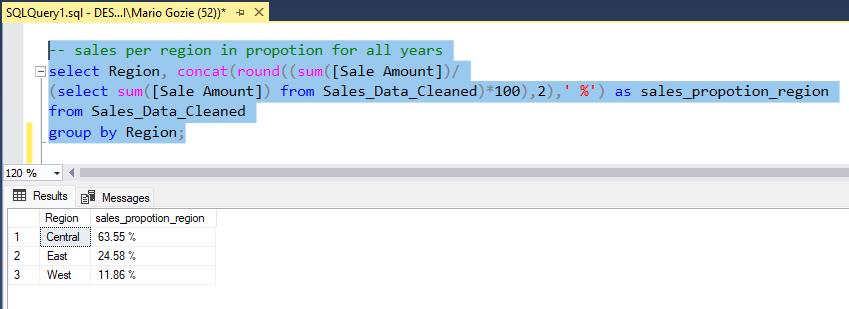 SQLQuery1.sql - DES...I\Mario Gozie (52))*
-- sales per region in propotion for all years
select Region, concat(round((sum([Sale Amount])/
(select sum([Sale Amount]) from Sales_Data_Cleaned)*100),2),' %') as sales_propotion_region
from Sales_Data_Cleaned
group by Region;
120 %
Results Messages
Region sales_propotion_region
1 Central 63.55 %
2 East 24.58 %
3 West 11.86 %